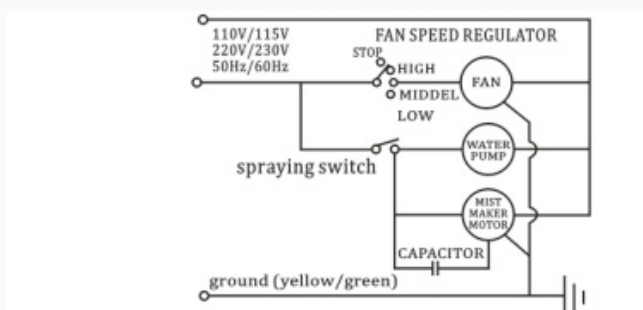 110V/115V
220V/230V
50Hz/60Hz
FAN SPEED REGULATOR
STOP
HIGH
MIDDEL
LOW
FAN
spraying switch
WATER
PUMP
MIST
MAKER
MOTOR
CAPACITOR
ground (yellow/green)